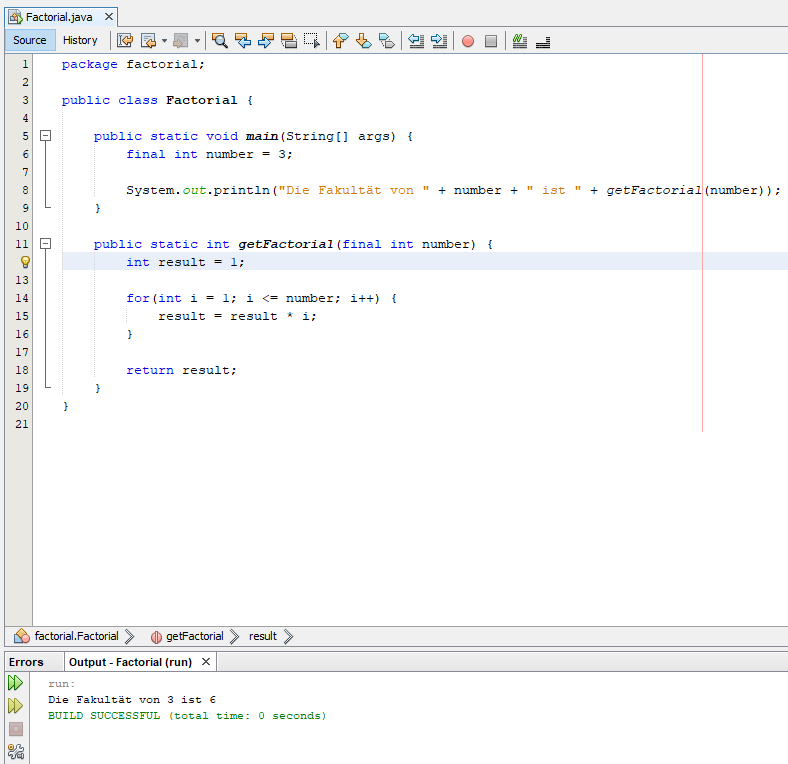 Factorial.java
Source History
1 package factorial;
2
3 public class Factorial {
4
5 public static void main(String[] args) {
6 final int number = 3;
7
8 System.out.println("Die Fakultät von " + number + " ist " + getFactorial(number));
9 }
10
11 public static int getFactorial(final int number) {
int result = 1;
13
14 for(int i = 1; i <= number; i++) {
15 result = result * i;
16 }
17
18 return result;
19 }
20 }
21
factorial.Factorial getFactorial result
Errors Output - Factorial (run)
run:
Die Fakultät von 3 ist 6
BUILD SUCCESSFUL (total time: 0 seconds)